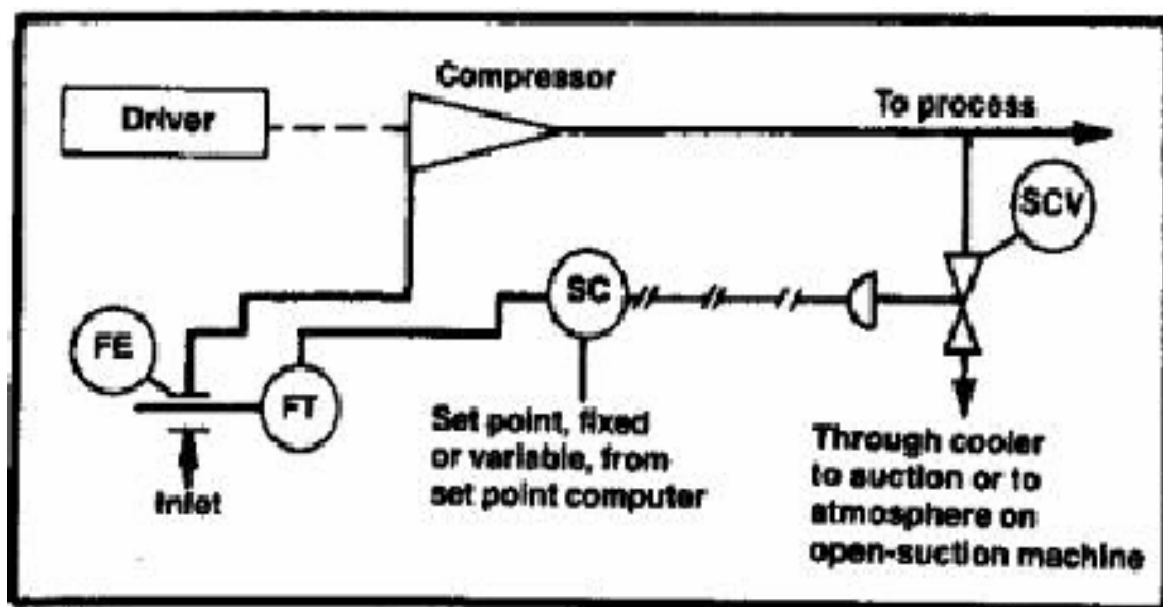 Compressor
Driver
To process
SCV
SC
FE
FT
Set point, fixed
or variable, from
set point computer
Through cooler
to suction or to
atmosphere on
open-suction machine
Inlet